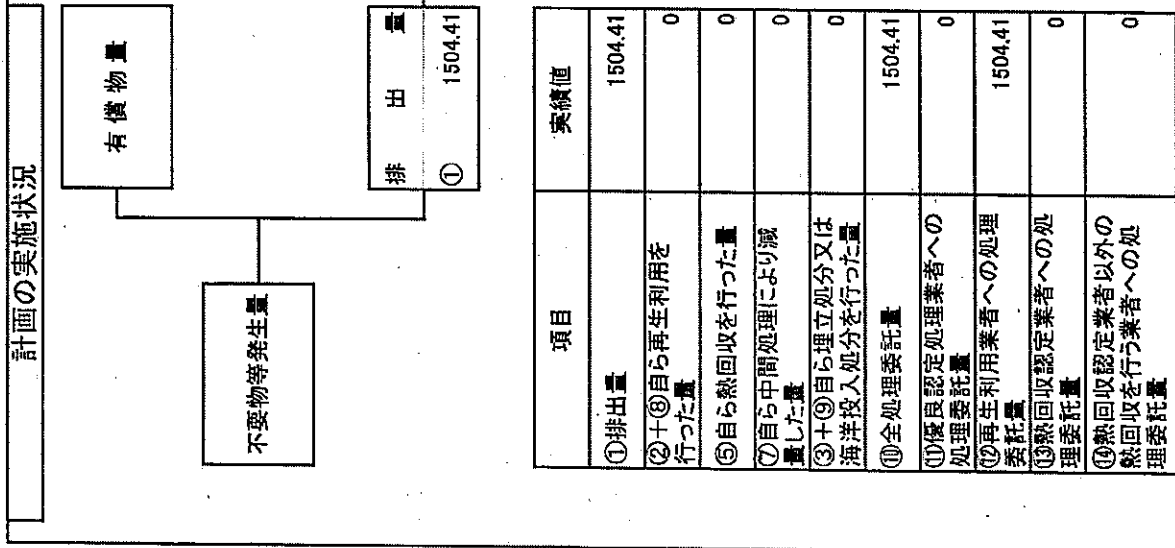 計画の実施状況
有償物量
不要物等発生量
排出量
① 1504.41
項目 実績値
①排出量 1504.41
②+⑧自ら再生利用を
行った量 0
⑤自ら熱回収を行った量 0
⑦自ら中間処理により減
量した量 0
③+⑨自ら埋立処分又は
海洋投入処分を行った量 0
⑩全処理委託量 1504.41
⑪優良認定処理業者への
処理委託量 0
⑫再生利用業者への処理
委託量 1504.41
⑬熱回収認定業者への処
理委託量 0
⑭熱回収認定業者以外の
熱回収を行う業者への処
理委託量 0